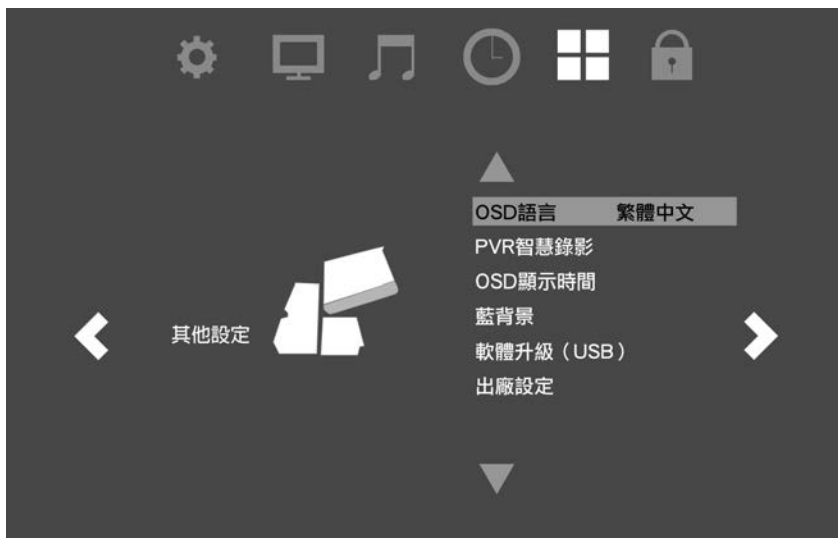 OSD語言 繁體中文
PVR智慧錄影
OSD顯示時間
藍背景
其他設定
軟體升級（USB）
出廠設定